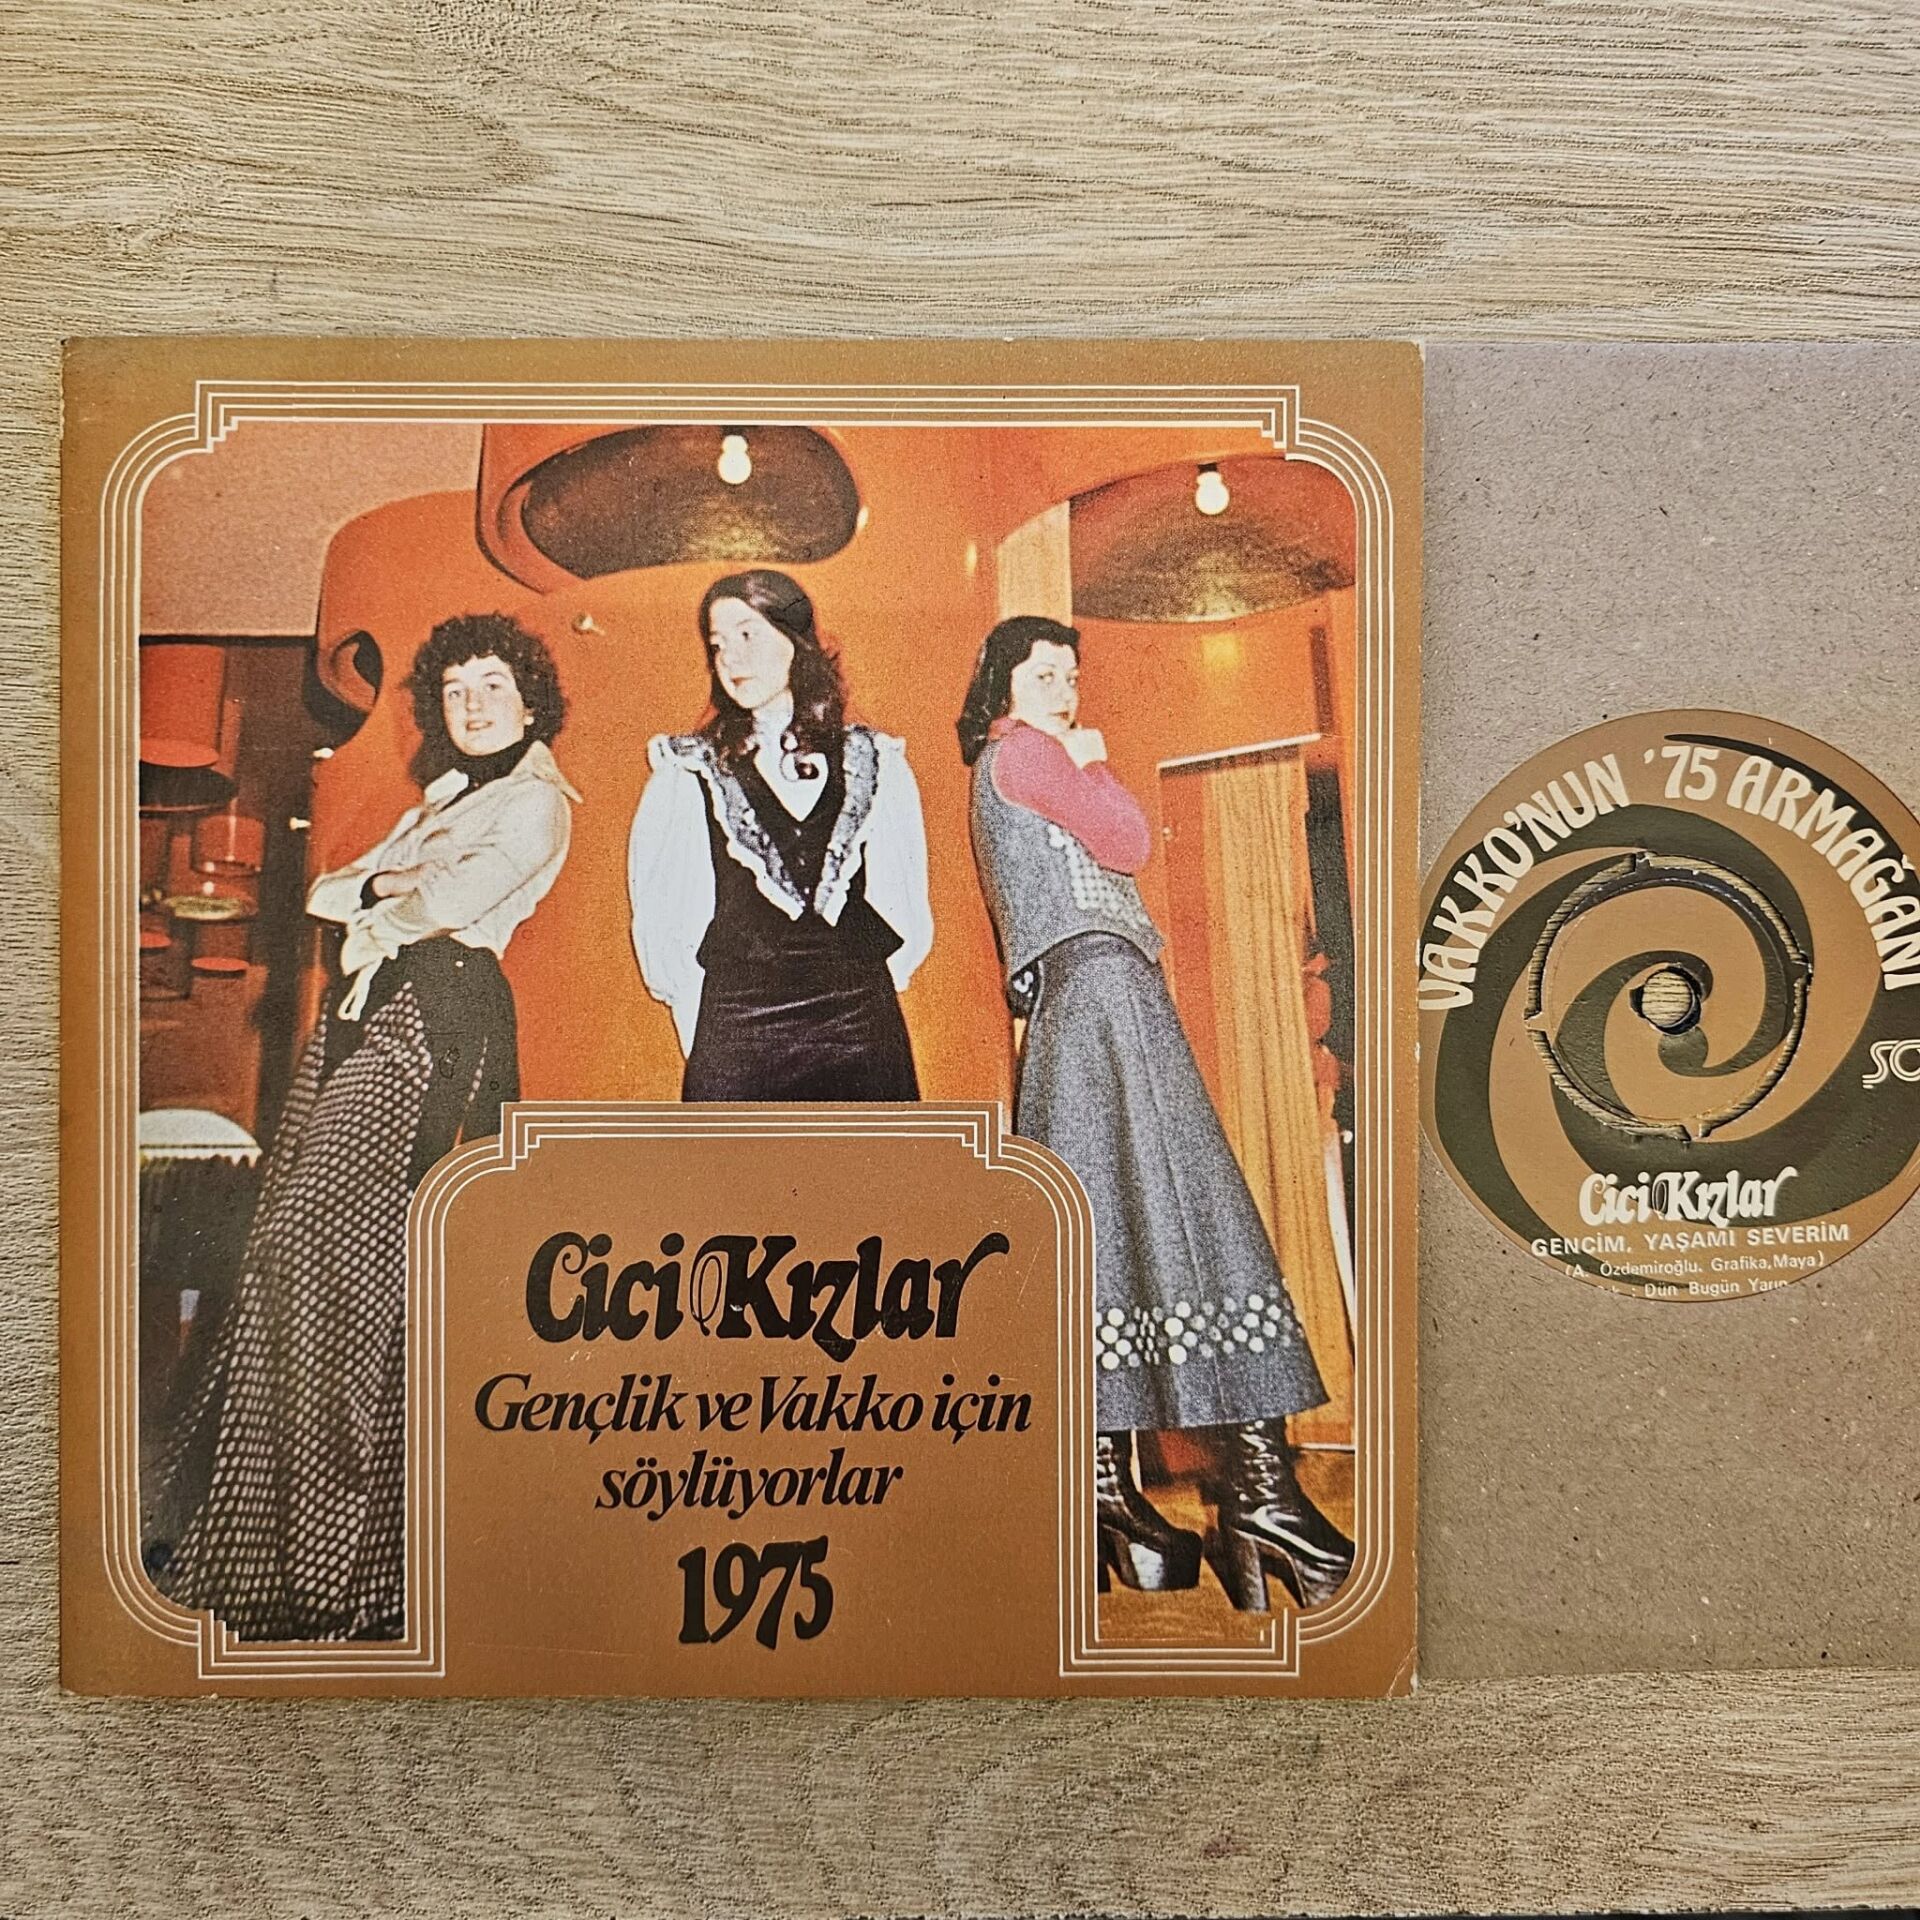 Cici Kızlar
Gençlik ve Vakko için
söylüyorlar
1975
VAKKO'NUN '75 ARMAĞANI
Cici Kızlar
GENCİM, YAŞAMI SEVERİM
(A. Özdemiroğlu, Grafika, Maya)
: Dün Bugün